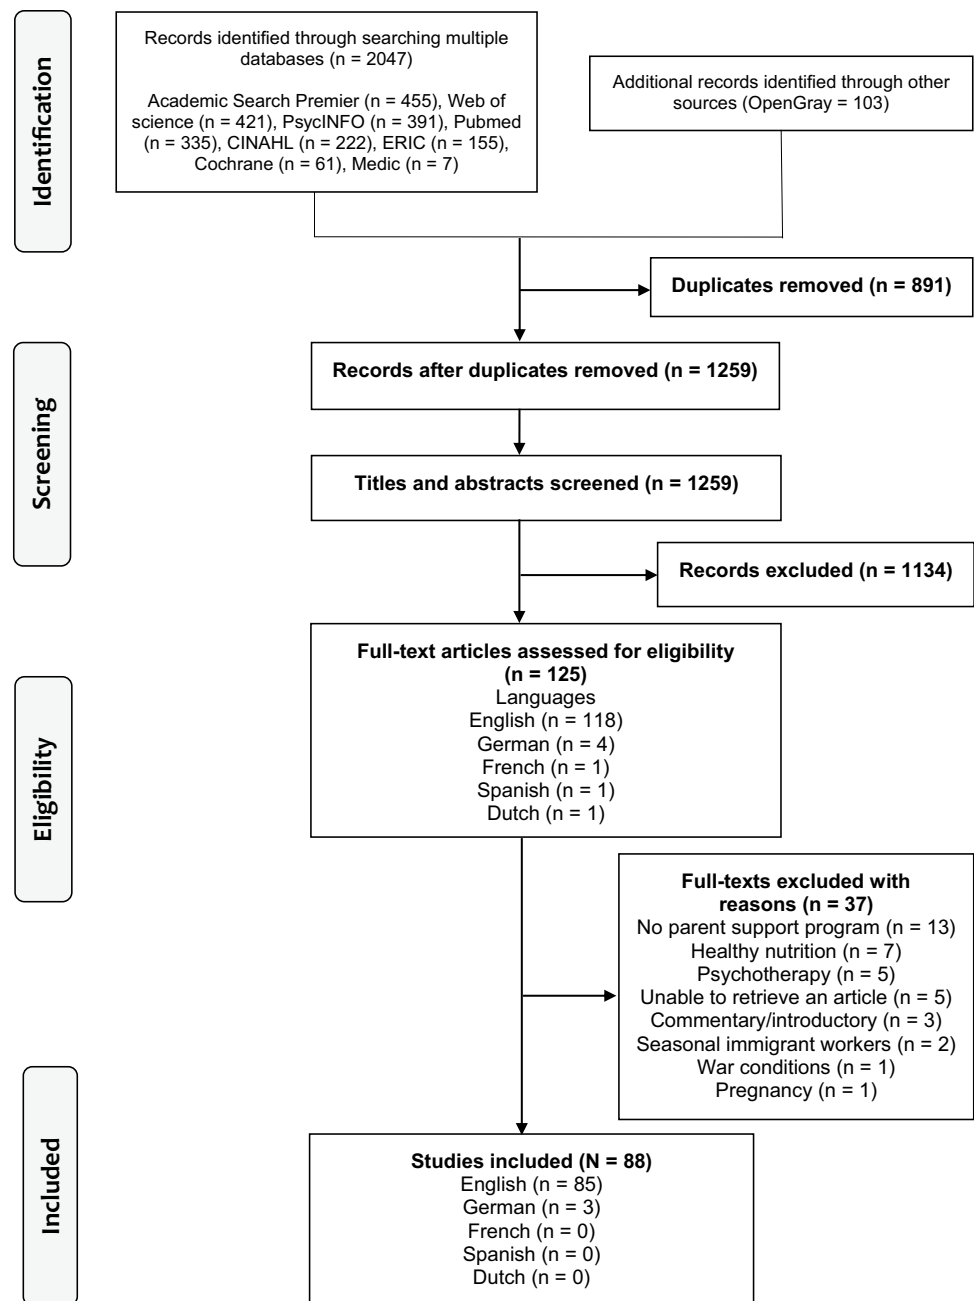 Identification
Records identified through searching multiple
databases (n = 2047)
Academic Search Premier (n = 455), Web of
science (n = 421), PsycINFO (n = 391), Pubmed
(n = 335), CINAHL (n = 222), ERIC (n = 155),
Cochrane (n = 61), Medic (n = 7)
Additional records identified through other
sources (OpenGray = 103)
Duplicates removed (n = 891)
Screening
Records after duplicates removed (n = 1259)
Titles and abstracts screened (n = 1259)
Records excluded (n = 1134)
Eligibility
Full-text articles assessed for eligibility
(n = 125)
Languages
English (n = 118)
German (n = 4)
French (n = 1)
Spanish (n = 1)
Dutch (n = 1)
Full-texts excluded with
reasons (n = 37)
No parent support program (n = 13)
Healthy nutrition (n = 7)
Psychotherapy (n = 5)
Unable to retrieve an article (n = 5)
Commentary/introductory (n = 3)
Seasonal immigrant workers (n = 2)
War conditions (n = 1)
Pregnancy (n = 1)
Included
Studies included (N = 88)
English (n = 85)
German (n = 3)
French (n = 0)
Spanish (n = 0)
Dutch (n = 0)